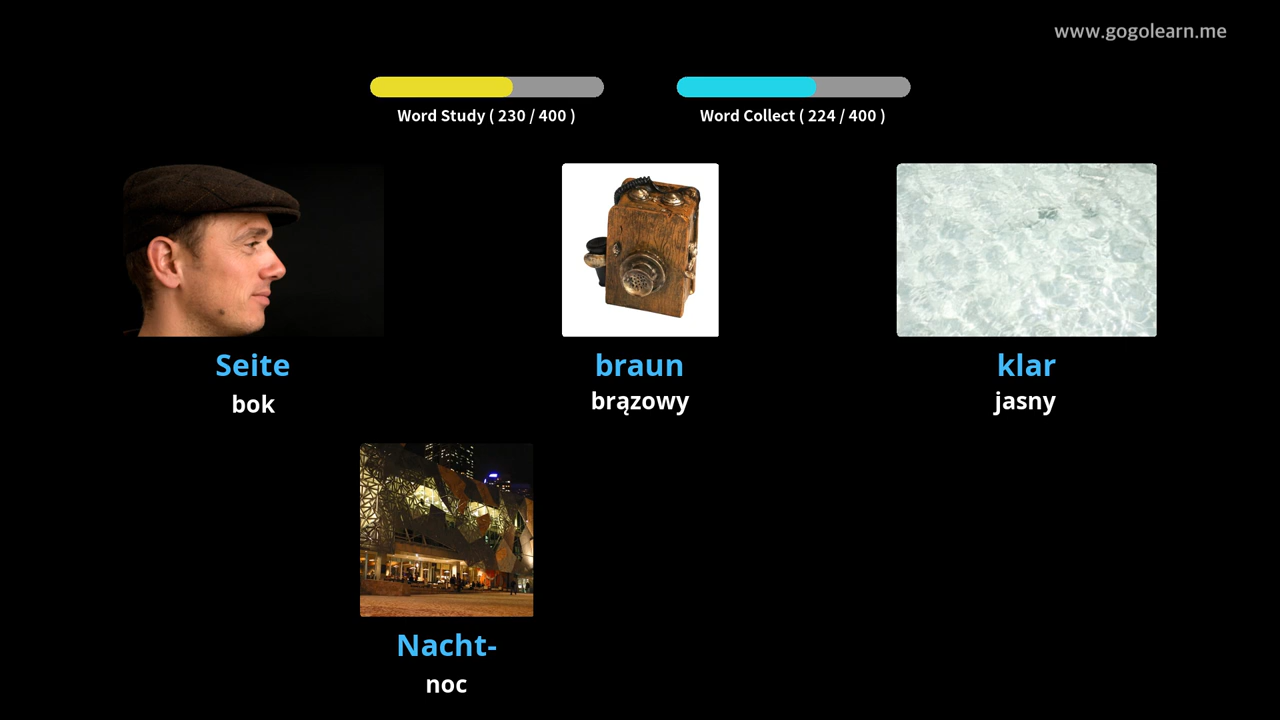 www.gogolearn.me
Word Study ( 230 / 400 )
Word Collect ( 224 / 400 )
Seite
bok
braun
brązowy
klar
jasny
Nacht-
noc